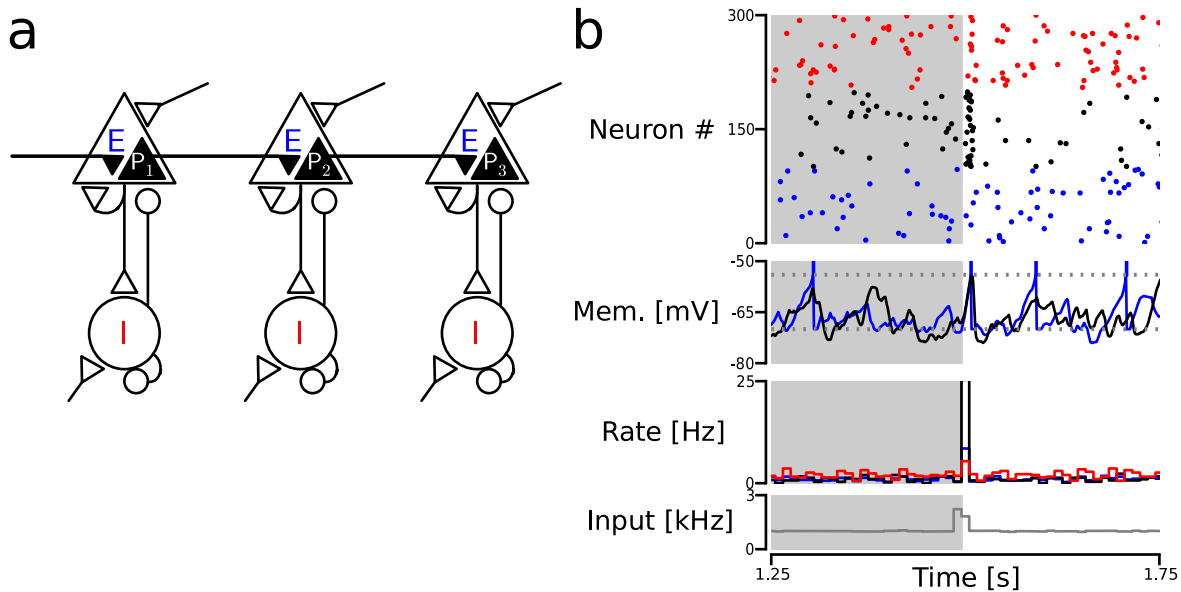 a
E P₁
E P₂
E P₃
I
I
I
b
Neuron #
300
150
0
Mem. [mV]
-50
-65
-80
Rate [Hz]
25
0
Input [kHz]
3
0
1.25
Time [s]
1.75